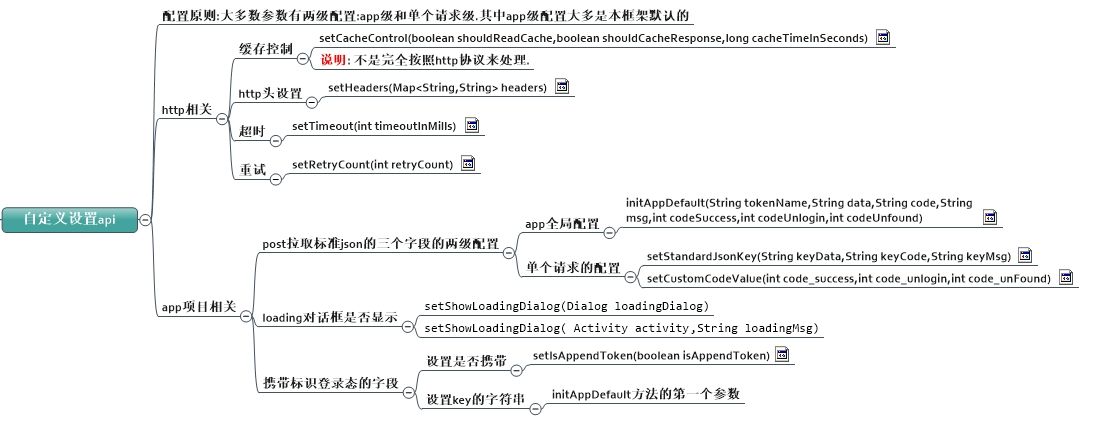 配置原则:大多数参数有两级配置:app级和单个请求级.其中app级配置大多是本框架默认的
setCacheControl(boolean shouldReadCache,boolean shouldCacheResponse,long cacheTimeInSeconds)
缓存控制
说明: 不是完全按照http协议来处理.
http头设置
setHeaders(Map<String,String> headers)
http相关
超时
setTimeout(int timeoutInMills)
重试
setRetryCount(int retryCount)
自定义设置api
initAppDefault(String tokenName,String data,String code,String
msg,int codeSuccess,int codeUnlogin,int codeUnfound)
app全局配置
post拉取标准json的三个字段的两级配置
setStandardJsonKey(String keyData,String keyCode,String keyMsg)
单个请求的配置
setCustomCodeValue(int code_success,int code_unlogin,int code_unFound)
app项目相关
setShowLoadingDialog(Dialog loadingDialog)
loading对话框是否显示
setShowLoadingDialog( Activity activity,String loadingMsg)
设置是否携带
setIsAppendToken(boolean isAppendToken)
携带标识登录态的字段
设置key的字符串
initAppDefault方法的第一个参数